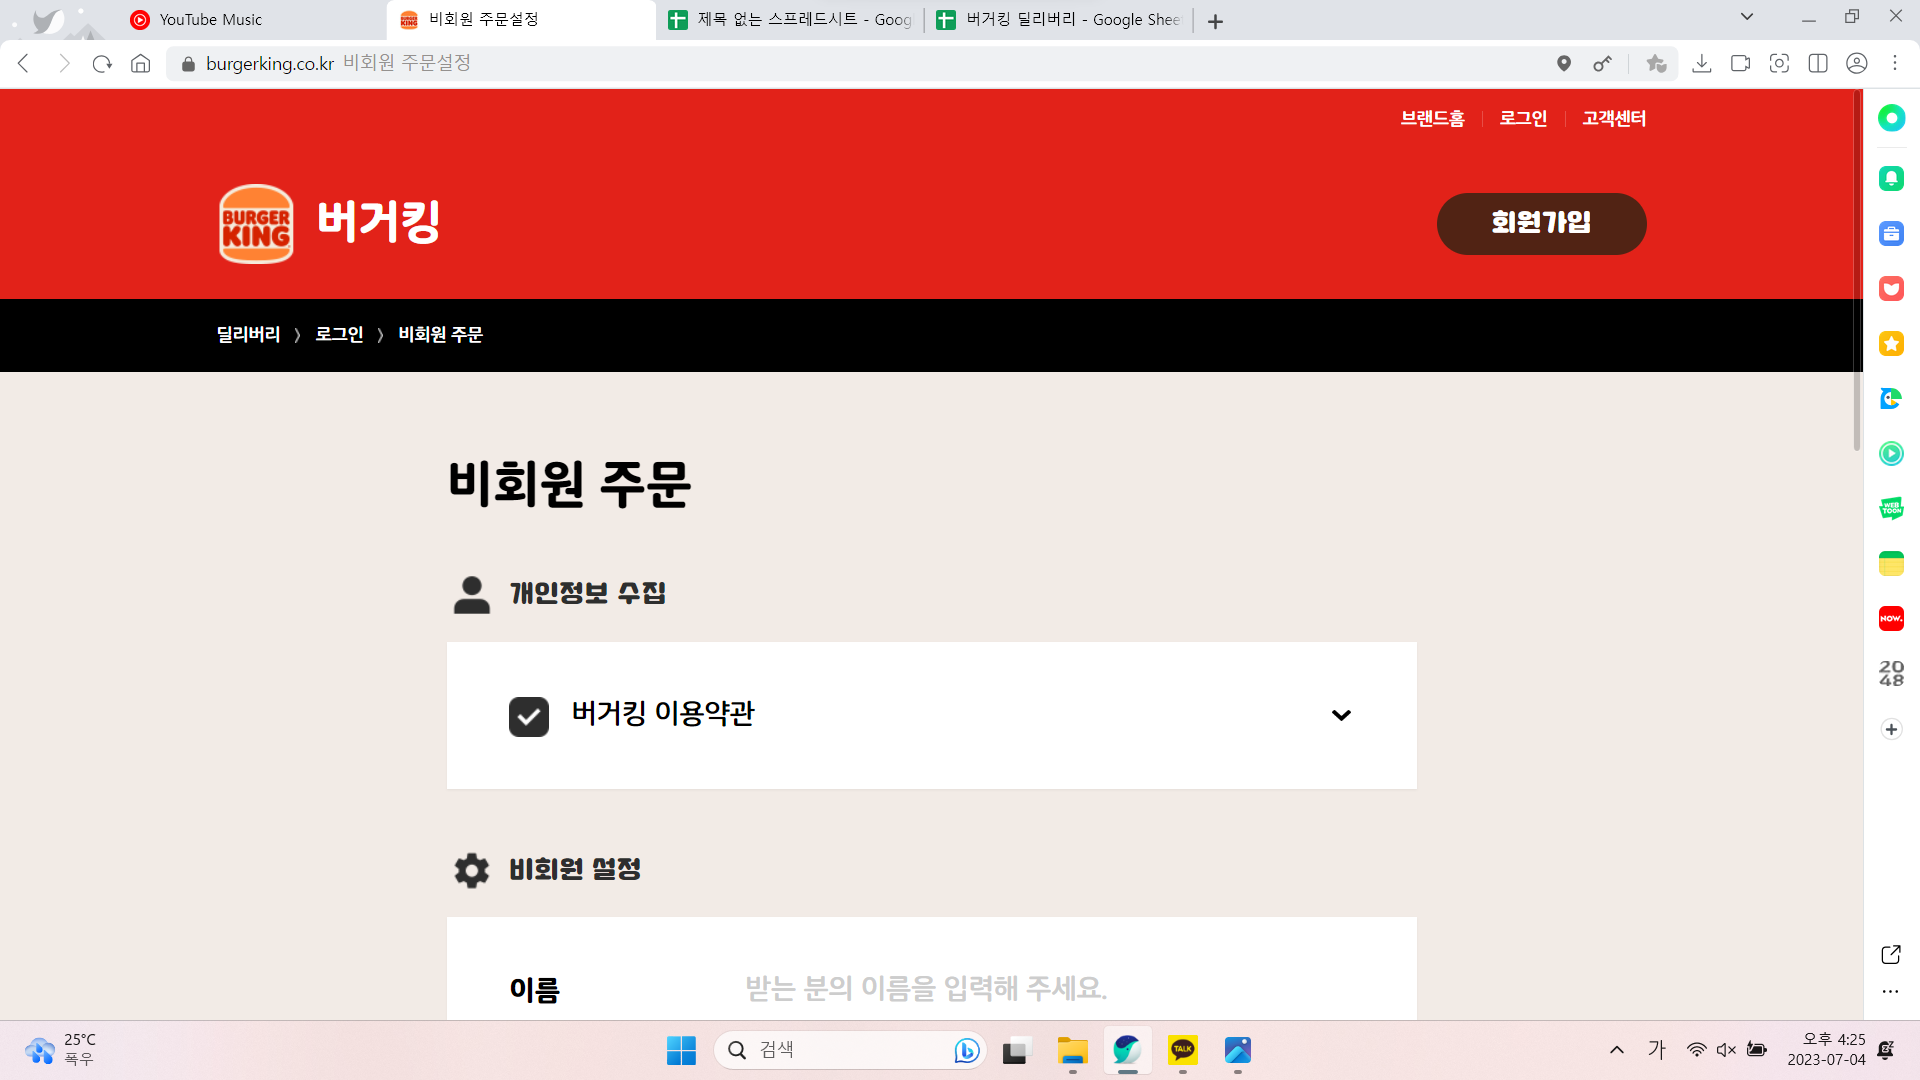 YouTube Music
비회원 주문설정
제목 없는 스프레드시트 - Goog
버거킹 딜리버리 - Google Shee
burgerking.co.kr 비회원 주문설정
브랜드홈 로그인 고객센터
BURGER KING 버거킹
회원가입
딜리버리 〉 로그인 〉 비회원 주문
비회원 주문
개인정보 수집
버거킹 이용약관
비회원 설정
이름 받는 분의 이름을 입력해 주세요.
WEB
TOON
NOW.
20
48
25°C
폭우
검색
TALK
가
오후 4:25
2023-07-04